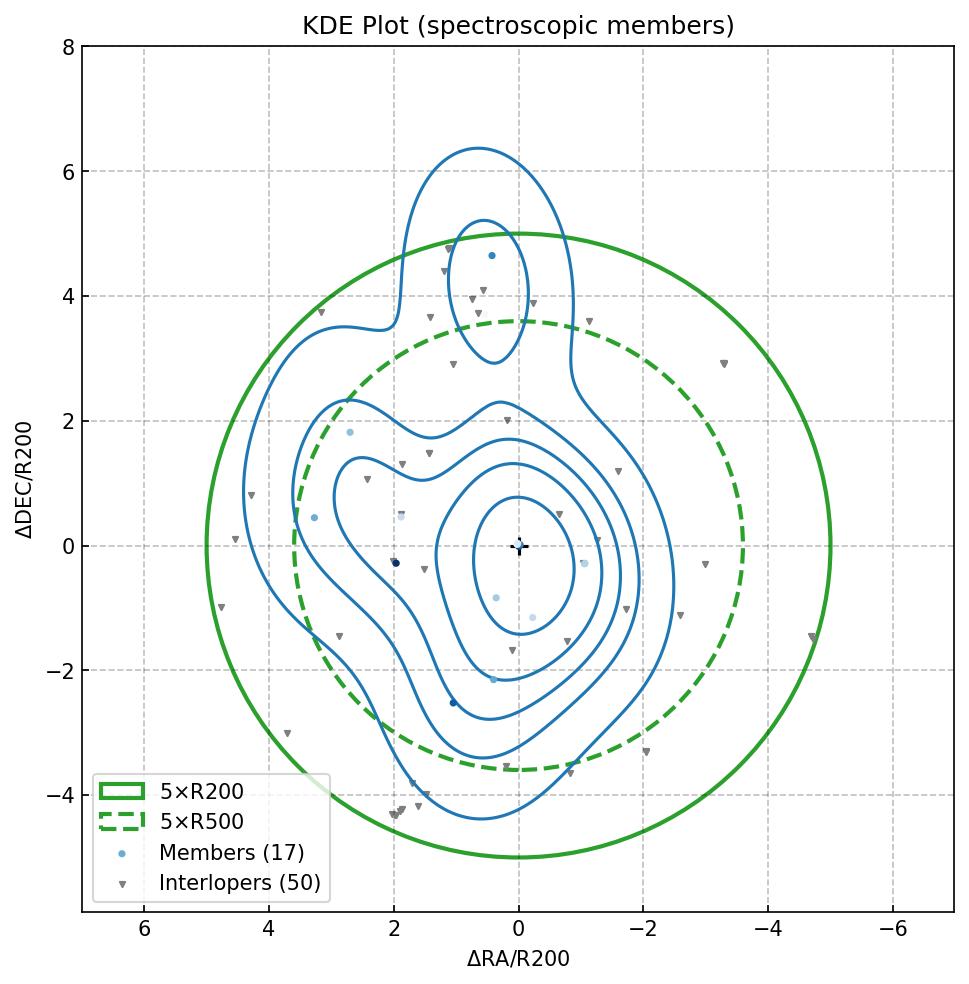 KDE Plot (spectroscopic members)
8
6
4
2
0
−2
−4
ΔDEC/R200
5×R200
5×R500
Members (17)
Interlopers (50)
6 4 2 0 −2 −4 −6
ΔRA/R200